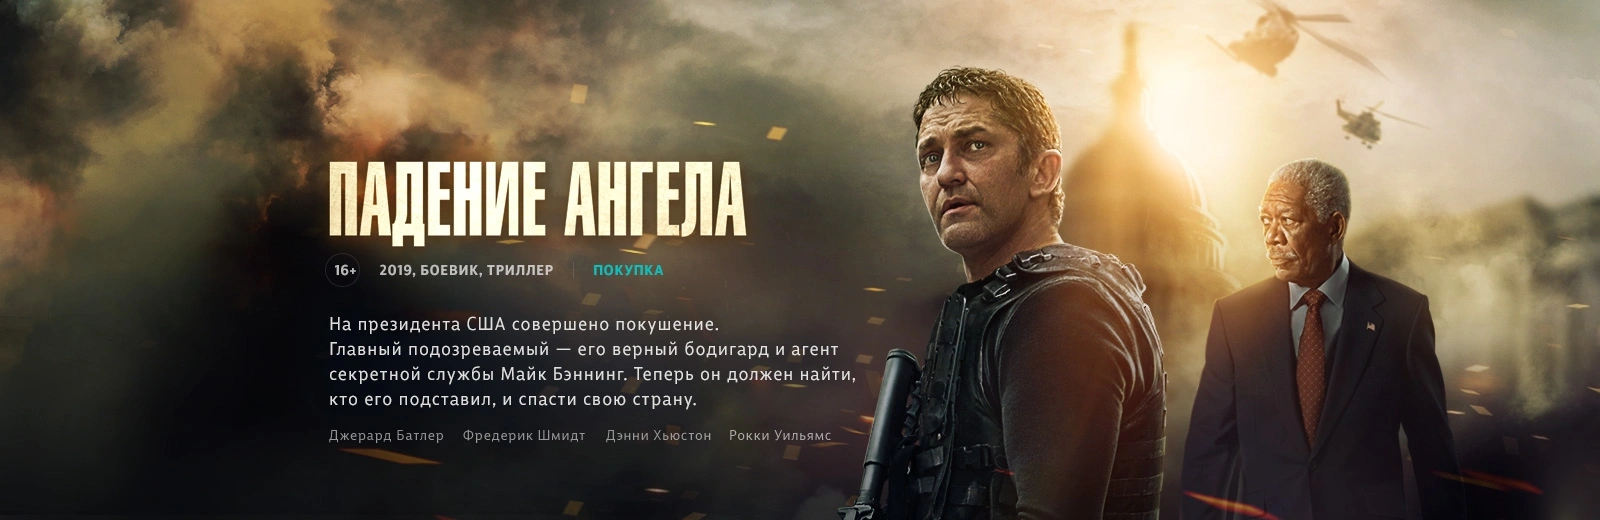 ПАДЕНИЕ АНГЕЛА
16+ 2019, БОЕВИК, ТРИЛЛЕР ПОКУПКА
На президента США совершено покушение.
Главный подозреваемый — его верный бодигард и агент
секретной службы Майк Бэннинг. Теперь он должен найти,
кто его подставил, и спасти свою страну.
Джерард Батлер Фредерик Шмидт Дэнни Хьюстон Рокки Уильямс